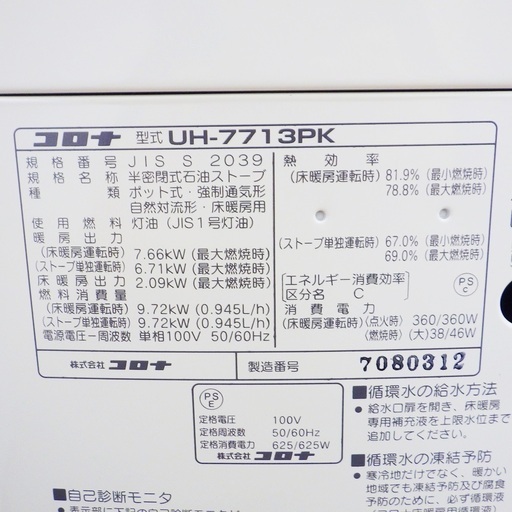 コロナ 型式 UH-7713PK
規格番号 JIS S 2039
規格名称 半密閉式石油ストーブ
種類 ポット式・強制通気形
自然対流形・床暖房用
使用燃料 灯油(JIS1号灯油)
暖房出力
(床暖房運転時) 7.66kW (最大燃焼時)
(ストーブ単独運転時) 6.71kW (最大燃焼時)
床暖房出力 2.09kW (最大燃焼時)
燃料消費量
(床暖房運転時) 9.72kW (0.945L/h)
(ストーブ単独運転時) 9.72kW (0.945L/h)
電源電圧一周波数 単相100V 50/60Hz
熱効率
(床暖房運転時) 81.9% (最小燃焼時)
78.8% (最大燃焼時)
(ストーブ単独運転時) 67.0% (最小燃焼時)
69.0% (最大燃焼時)
[エネルギー消費効率]
区分名 C
PS C
消費電力
(床暖房運転時) (点火時) 360/360W
(燃焼時) (大) 38/46W
株式会社 コロナ
製造番号 7080312
PS E
定格電圧 100V
定格周波数 50/60Hz
定格消費電力 625/625W
株式会社 コロナ
■循環水の給水方法
● 給水口扉を開き、床暖房
専用補充液を上限水位まで
追加してください。
■循環水の凍結予防
● 寒冷地だけでなく、暖かい
地域でも凍結予防及び腐食
予防のために、必ず循環液
■自己診断モニタ